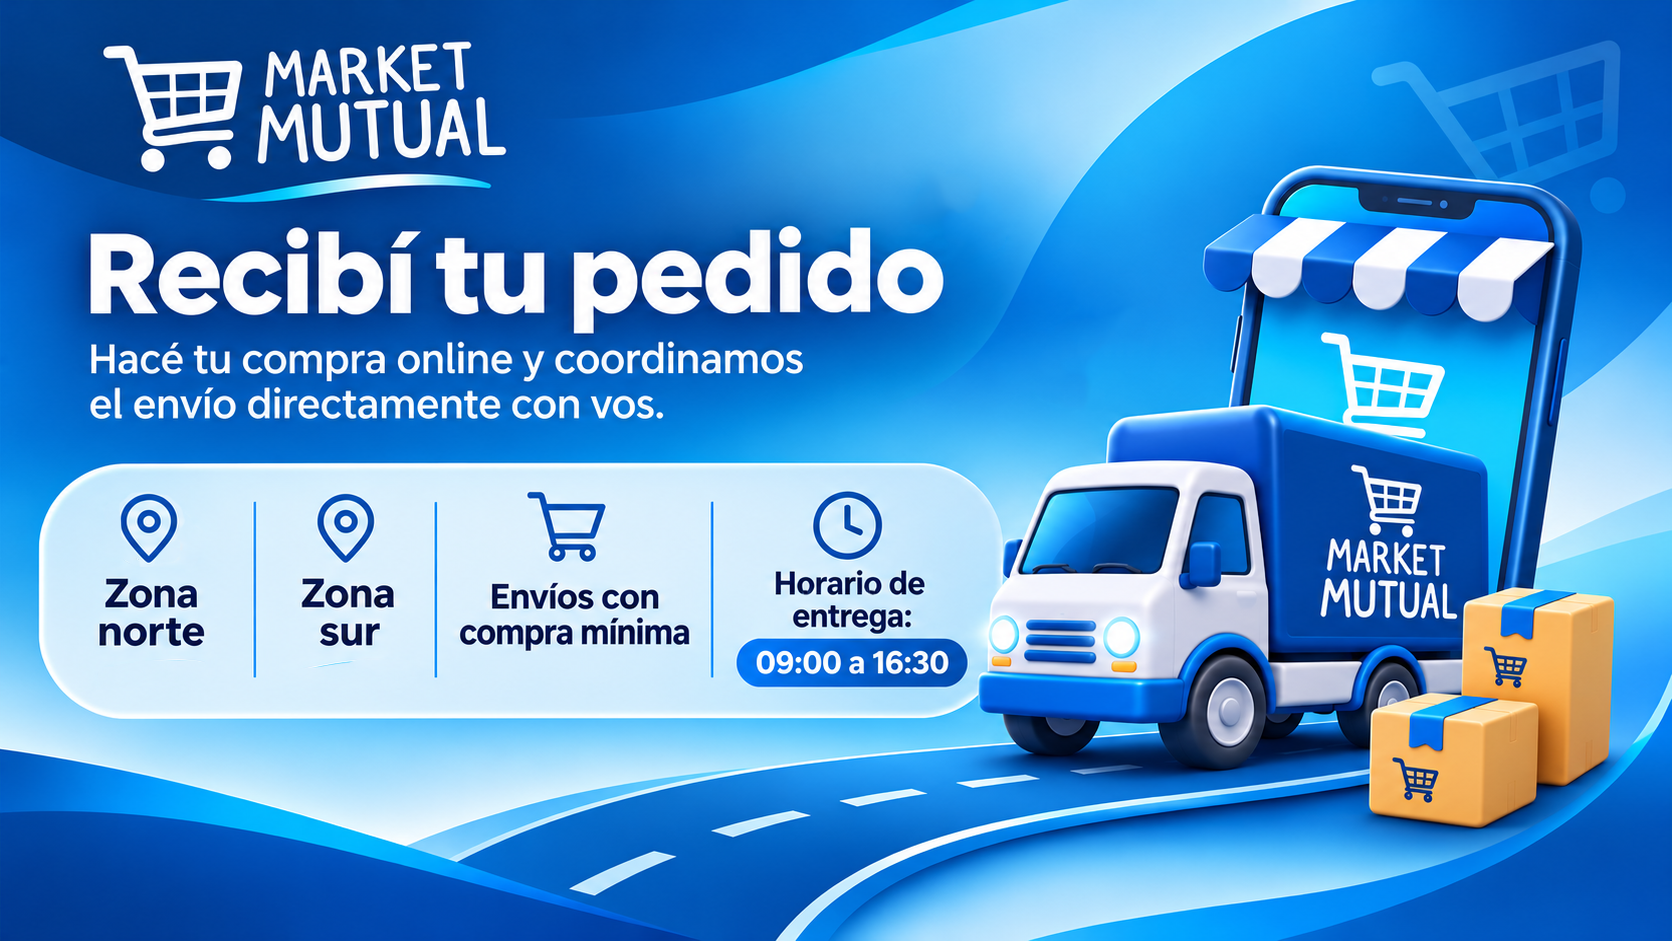 MARKET
MUTUAL
Recibí tu pedido
Hacé tu compra online y coordinamos
el envío directamente con vos.
Zona
norte
Zona
sur
Envíos con
compra mínima
Horario de
entrega:
09:00 a 16:30
MARKET
MUTUAL